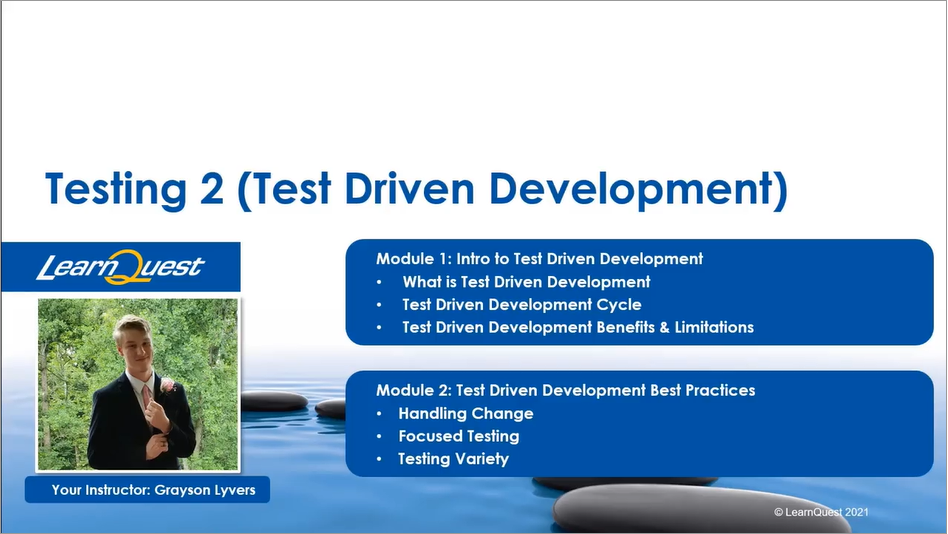 Testing 2 (Test Driven Development)
LearnQuest
Module 1: Intro to Test Driven Development
• What is Test Driven Development
• Test Driven Development Cycle
• Test Driven Development Benefits & Limitations
Module 2: Test Driven Development Best Practices
• Handling Change
• Focused Testing
• Testing Variety
Your Instructor: Grayson Lyvers
© LearnQuest 2021